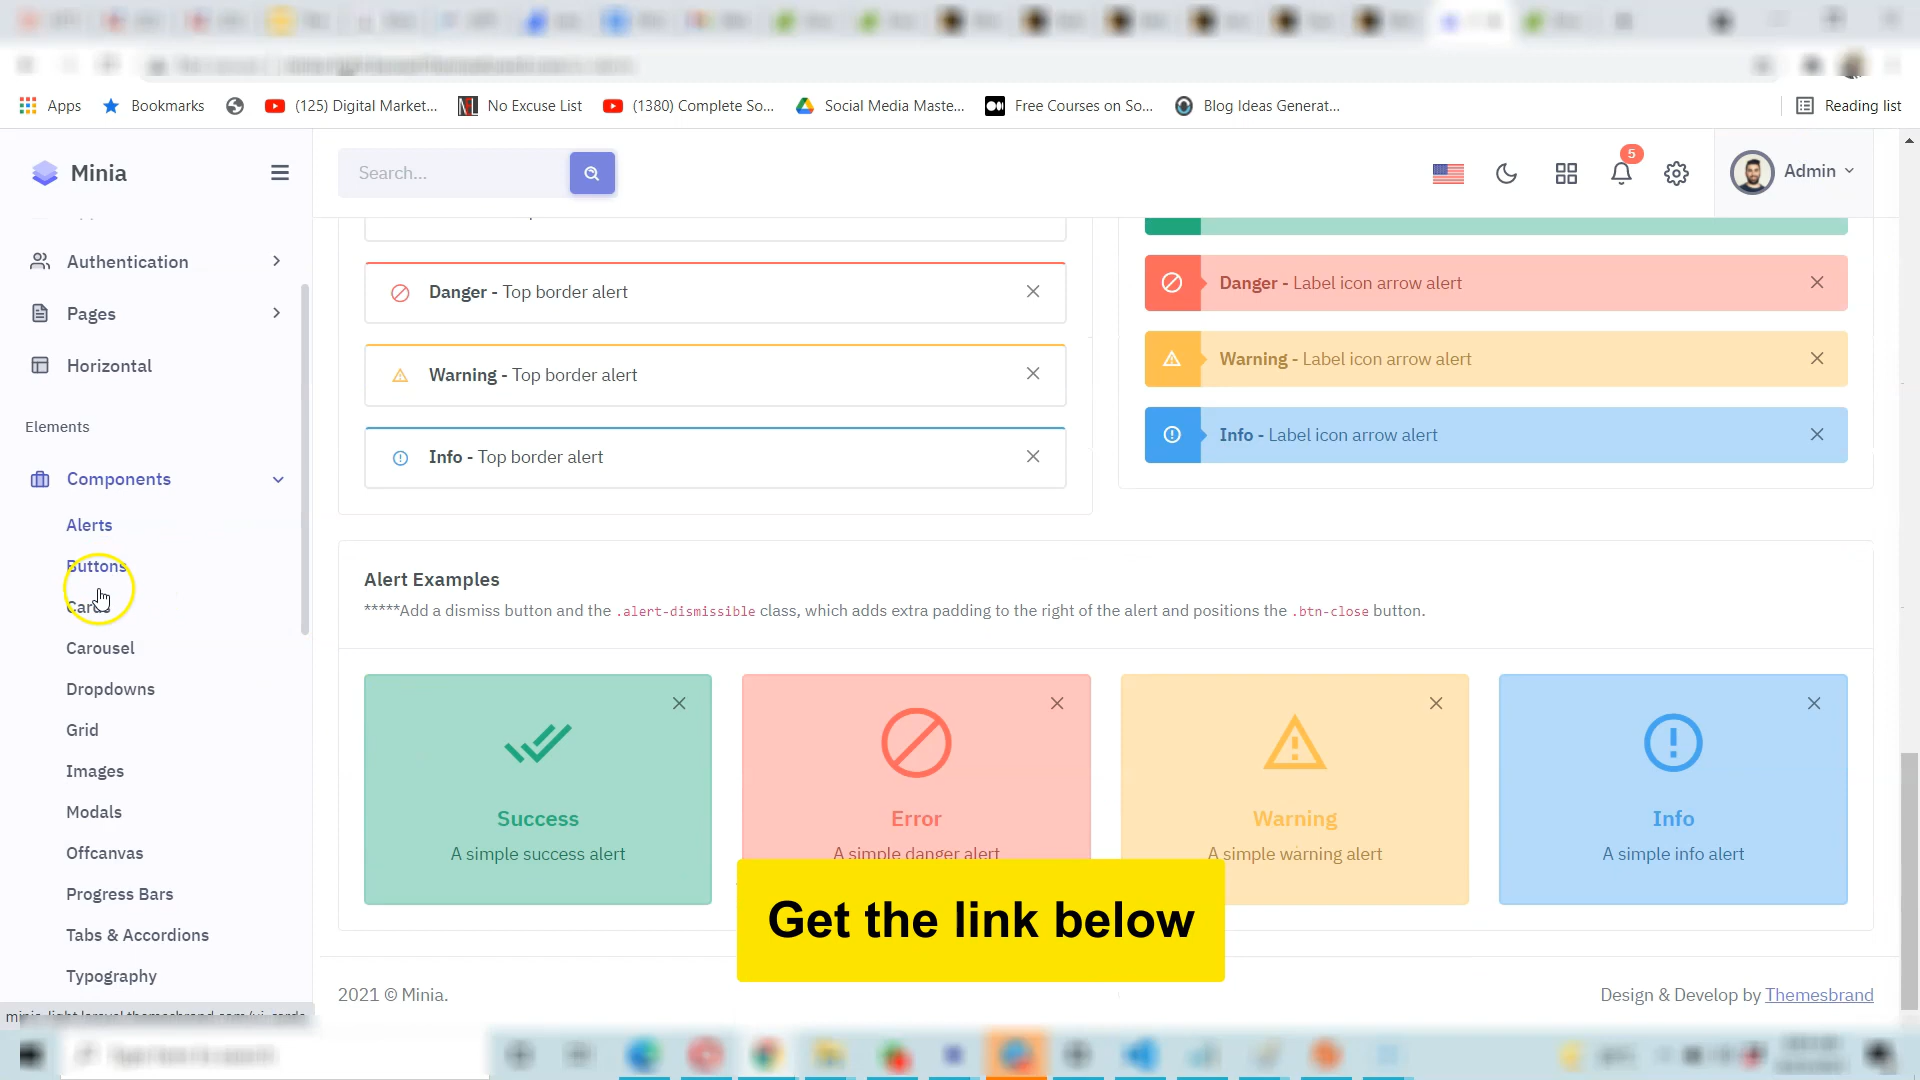 Apps
Bookmarks
(125) Digital Market...
No Excuse List
(1380) Complete So...
Social Media Maste...
Free Courses on So...
Blog Ideas Generat...
Reading list
Minia
Search...
5
Admin
Authentication
Pages
Horizontal
Elements
Components
Alerts
Buttons
Cards
Carousel
Dropdowns
Grid
Images
Modals
Offcanvas
Progress Bars
Tabs & Accordions
Typography
Danger - Top border alert
Warning - Top border alert
Info - Top border alert
Danger - Label icon arrow alert
Warning - Label icon arrow alert
Info - Label icon arrow alert
Alert Examples
*****Add a dismiss button and the .alert-dismissible class, which adds extra padding to the right of the alert and positions the .btn-close button.
Success
A simple success alert
Error
A simple danger alert
Warning
A simple warning alert
Info
A simple info alert
Get the link below
2021 © Minia.
Design & Develop by Themesbrand